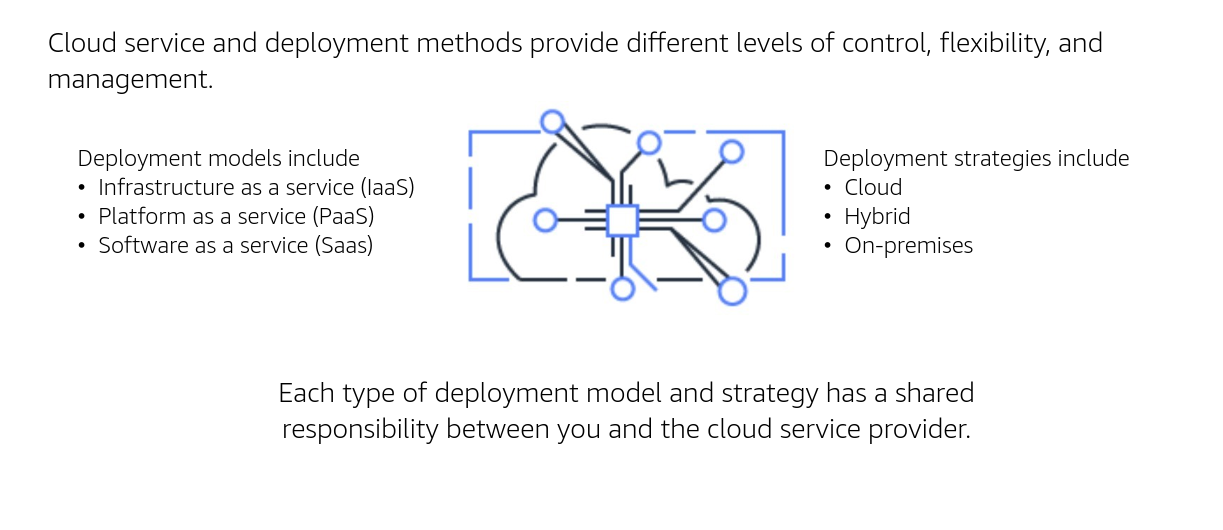 Cloud service and deployment methods provide different levels of control, flexibility, and
management.
Deployment models include
• Infrastructure as a service (IaaS)
• Platform as a service (PaaS)
• Software as a service (Saas)
Deployment strategies include
• Cloud
• Hybrid
• On-premises
Each type of deployment model and strategy has a shared
responsibility between you and the cloud service provider.